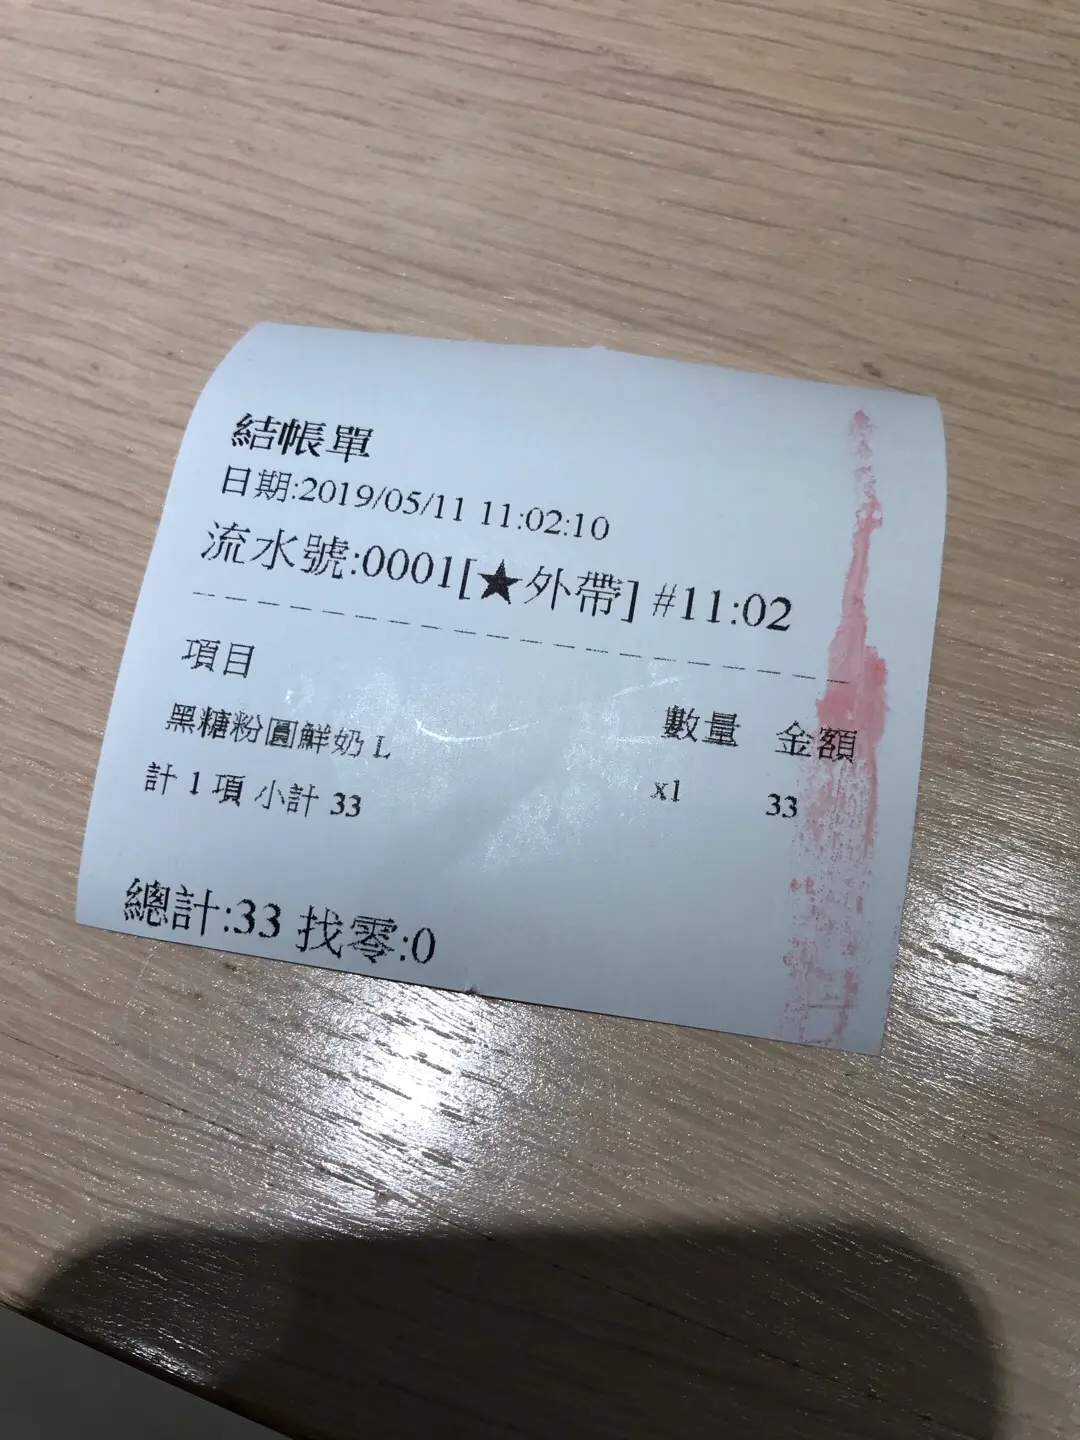 結帳單
日期:2019/05/11 11:02:10
流水號:0001[★外帶] #11:02
項目 數量 金額
黑糖粉圓鮮奶 L x1 33
計 1 項 小計 33
總計:33 找零:0